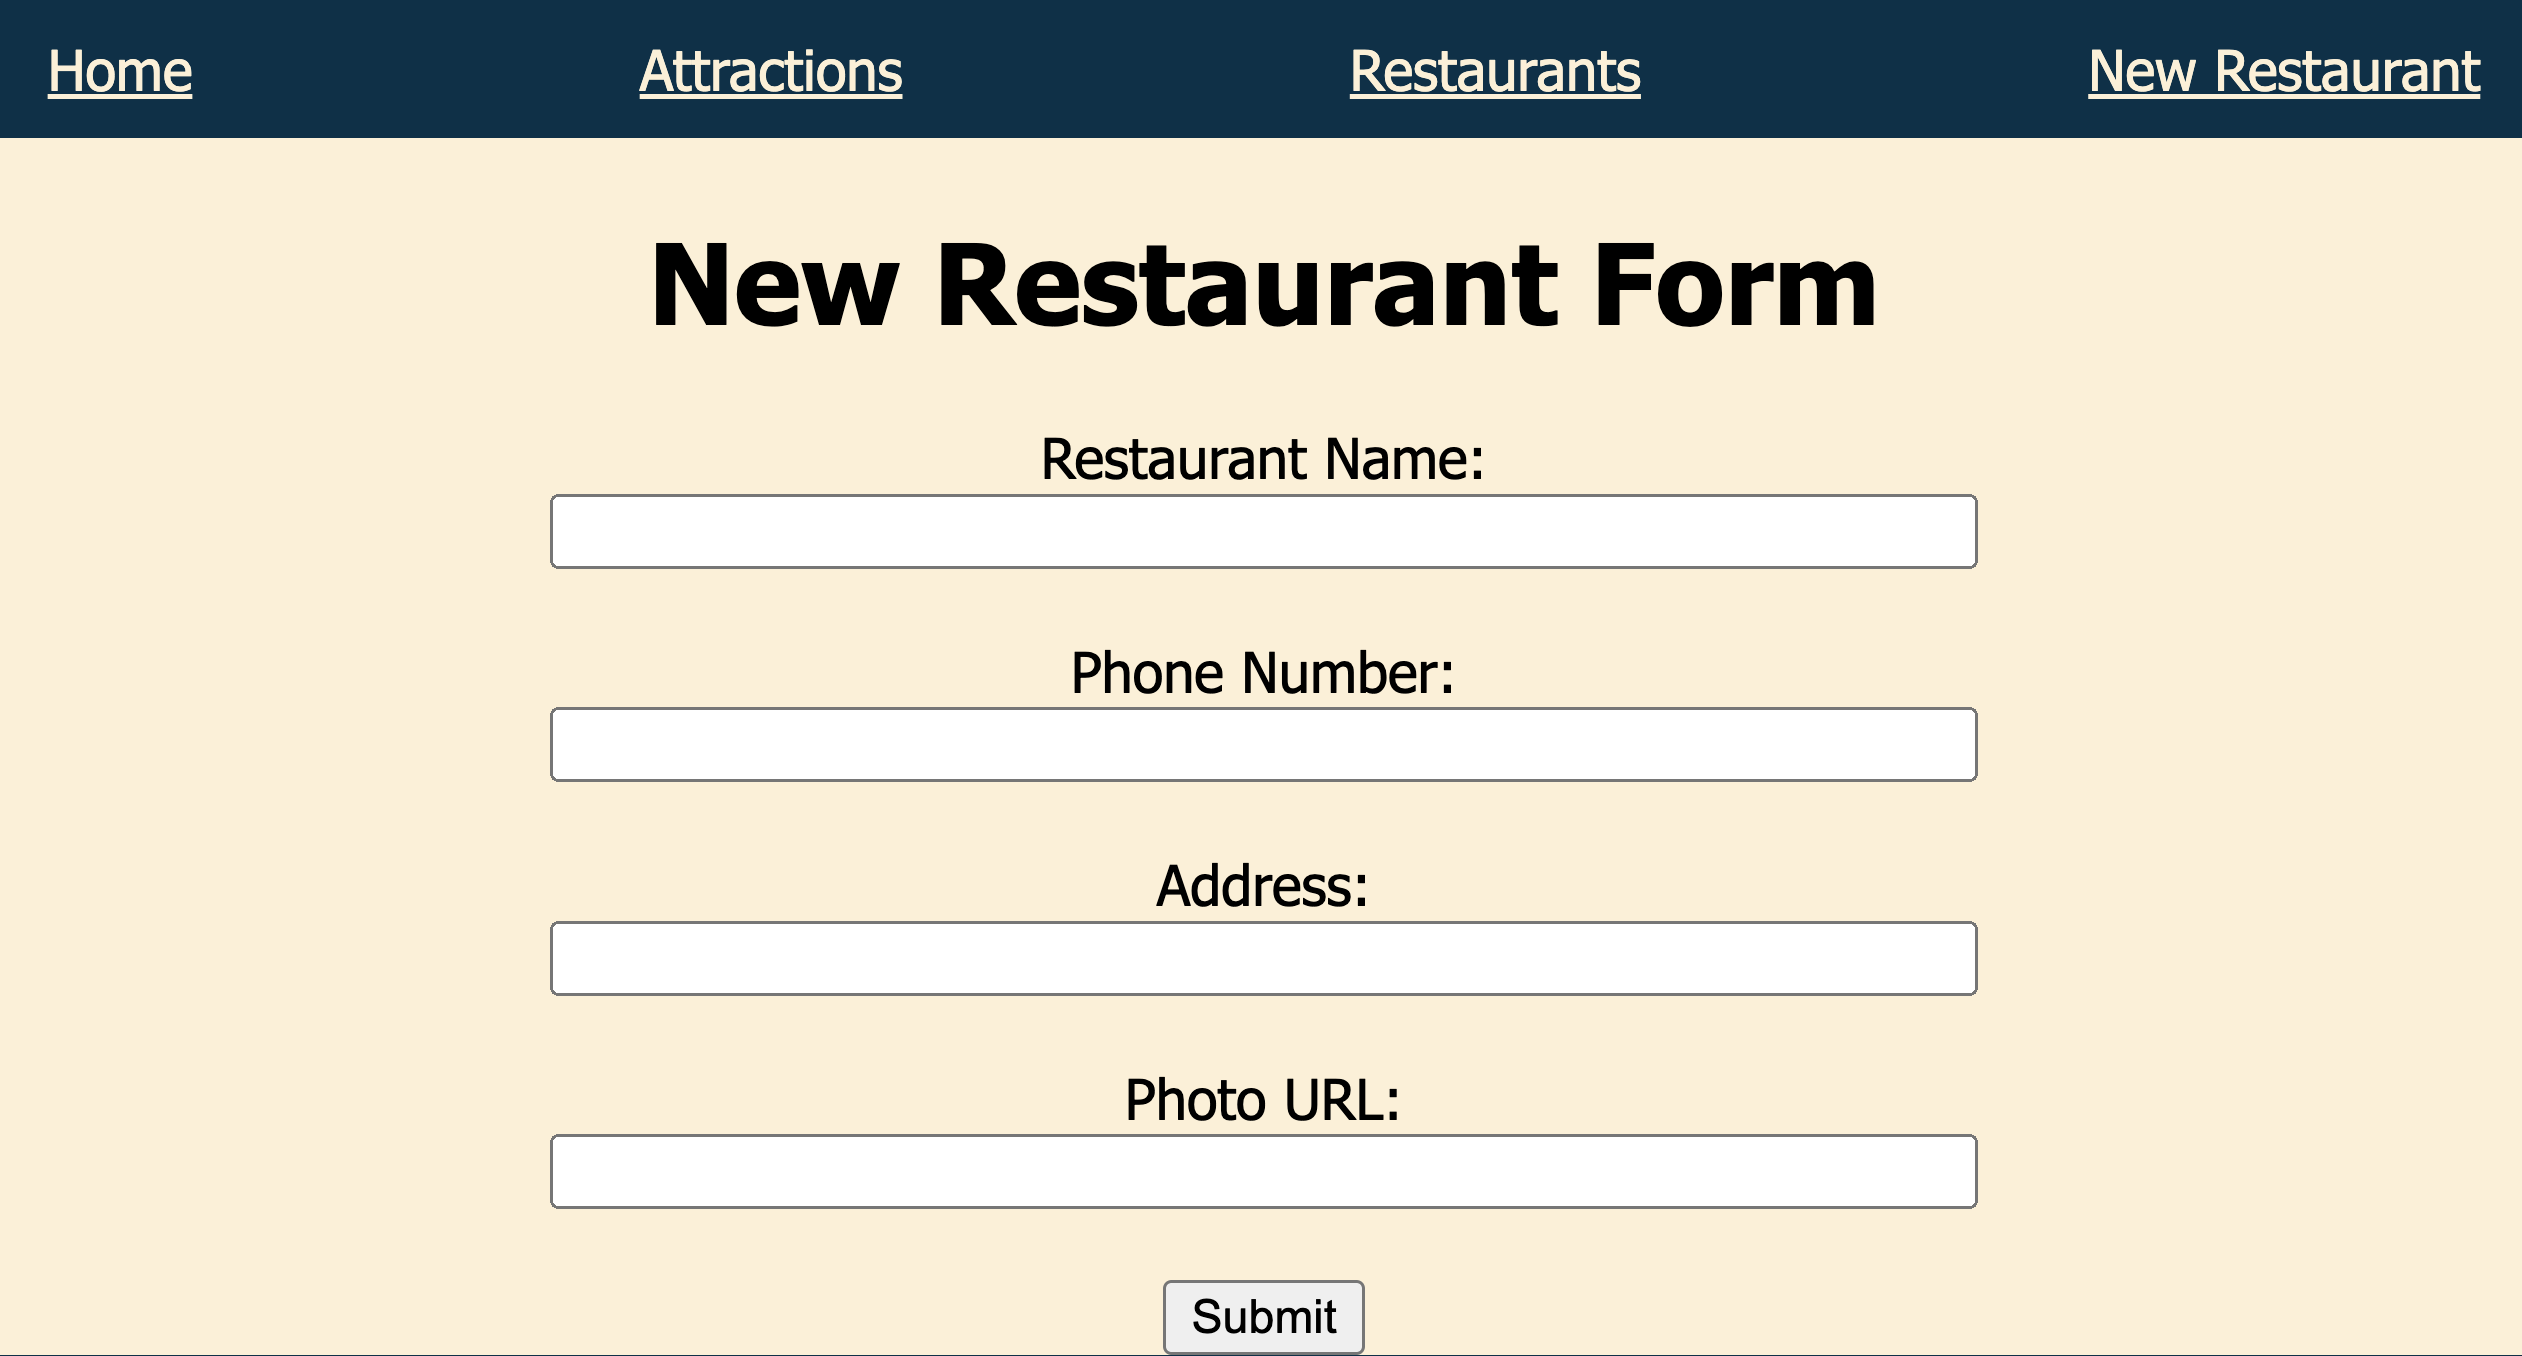 Home Attractions Restaurants New Restaurant
New Restaurant Form
Restaurant Name:
Phone Number:
Address:
Photo URL:
Submit